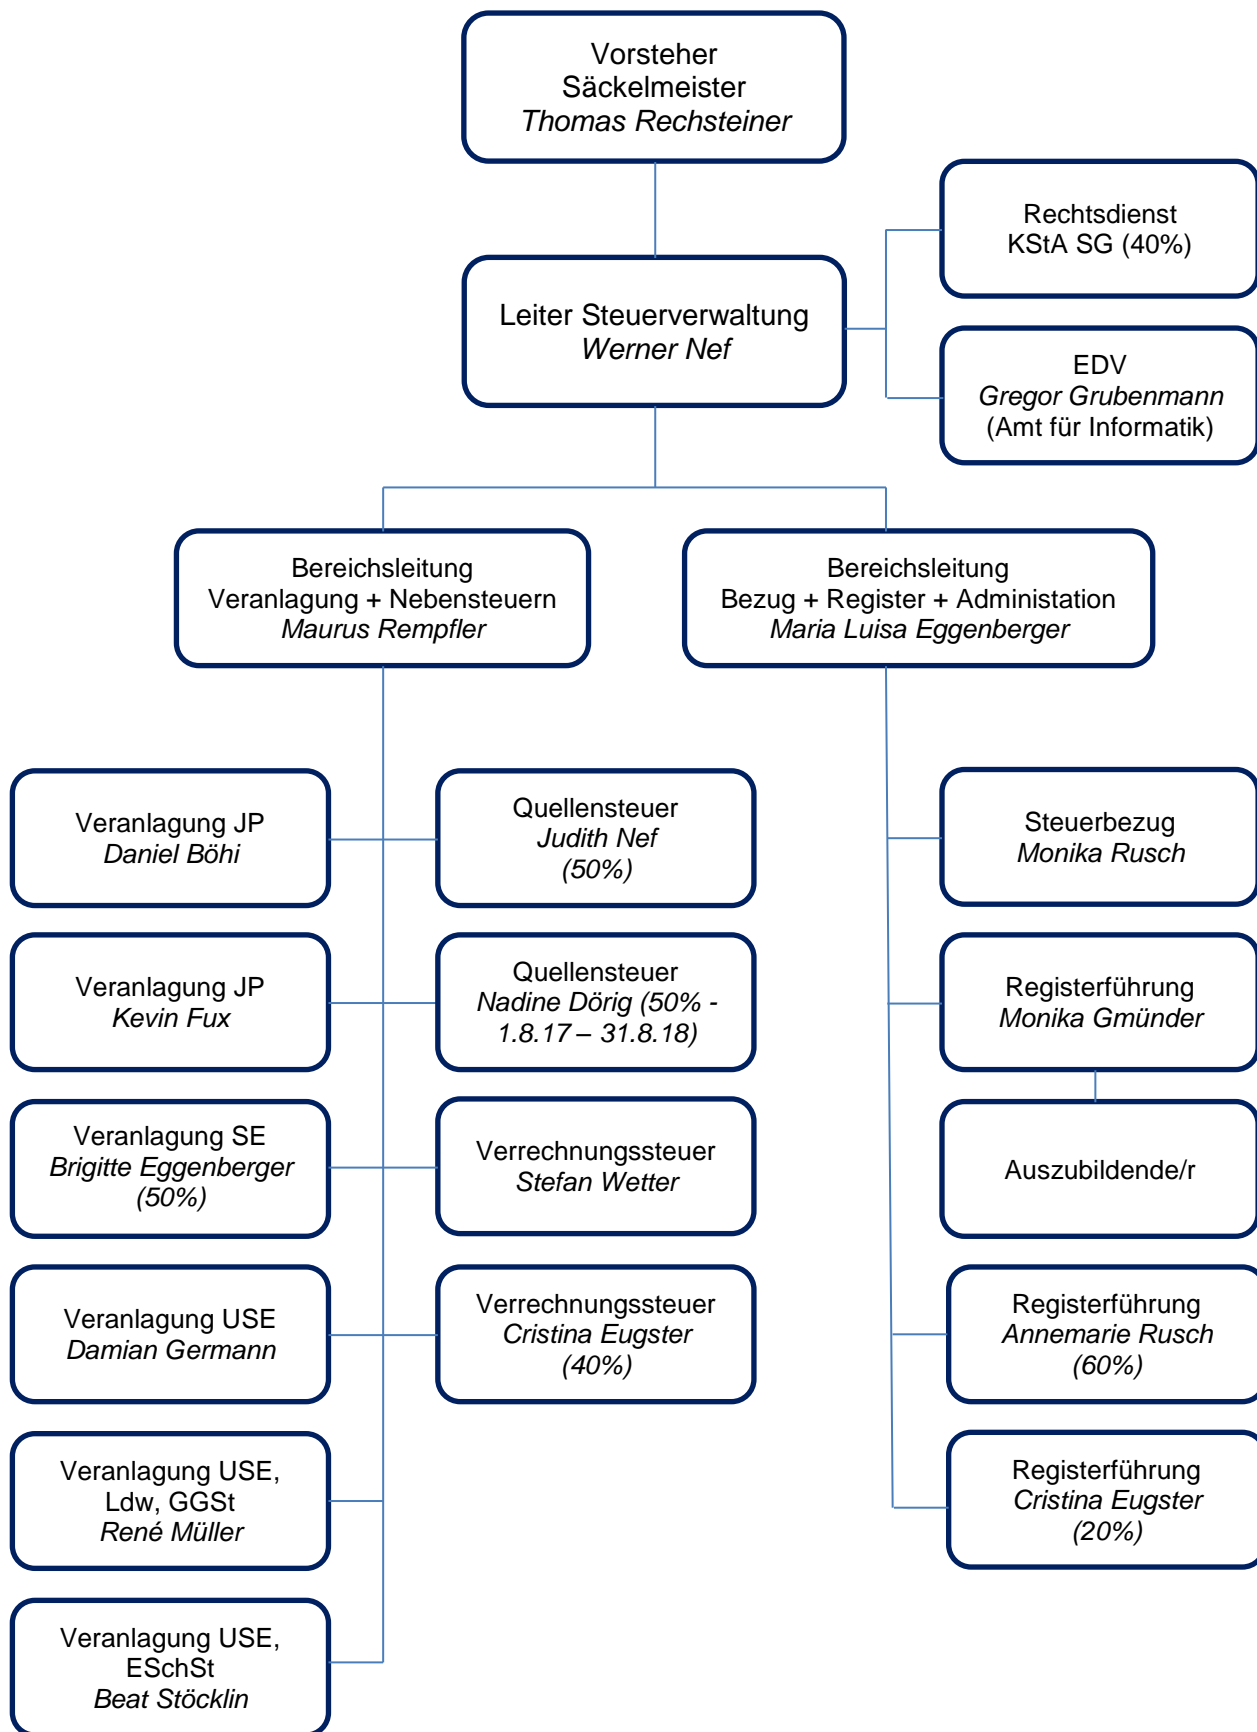 Vorsteher
Säckelmeister
Thomas Rechsteiner
Rechtsdienst
KStA SG (40%)
Leiter Steuerverwaltung
Werner Nef
EDV
Gregor Grubenmann
(Amt für Informatik)
Bereichsleitung
Veranlagung + Nebensteuern
Maurus Rempfler
Bereichsleitung
Bezug + Register + Administation
Maria Luisa Eggenberger
Veranlagung JP
Daniel Böhi
Quellensteuer
Judith Nef
(50%)
Steuerbezug
Monika Rusch
Veranlagung JP
Kevin Fux
Quellensteuer
Nadine Dörig (50% -
1.8.17 – 31.8.18)
Registerführung
Monika Gmünder
Veranlagung SE
Brigitte Eggenberger
(50%)
Verrechnungssteuer
Stefan Wetter
Auszubildende/r
Veranlagung USE
Damian Germann
Verrechnungssteuer
Cristina Eugster
(40%)
Registerführung
Annemarie Rusch
(60%)
Veranlagung USE,
Ldw, GGSt
René Müller
Registerführung
Cristina Eugster
(20%)
Veranlagung USE,
ESchSt
Beat Stöcklin